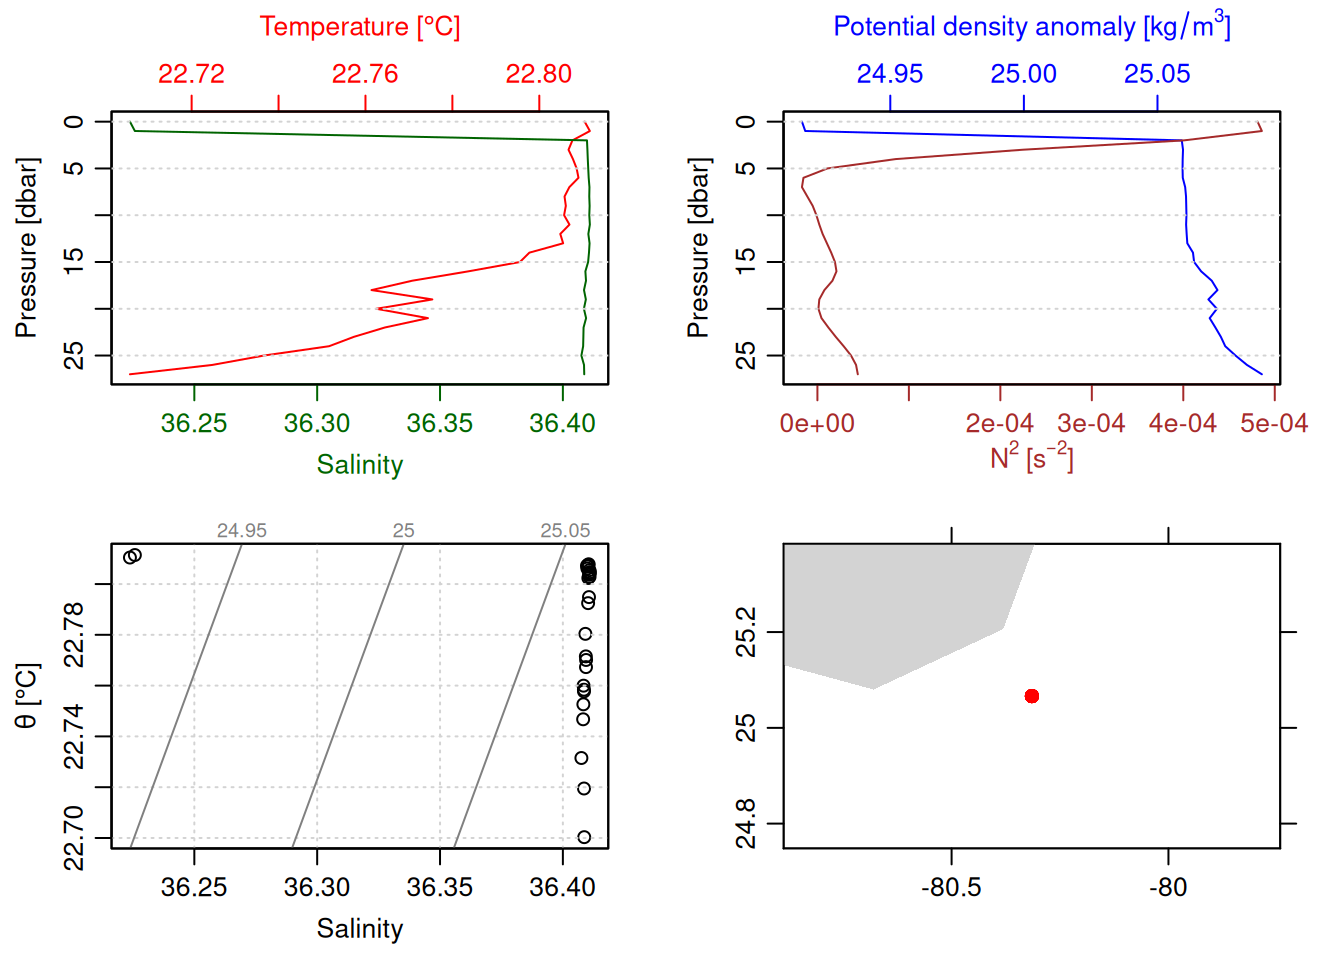 Temperature [°C]
22.72 22.76 22.80
Pressure [dbar]
0
5
15
25
36.25 36.30 36.35 36.40
Salinity
Potential density anomaly [kg/m³]
24.95 25.00 25.05
Pressure [dbar]
0
5
15
25
0e+00 2e-04 3e-04 4e-04 5e-04
N² [s⁻²]
24.95 25 25.05
θ [°C]
22.78
22.74
22.70
36.25 36.30 36.35 36.40
Salinity
25.2
25
24.8
-80.5 -80